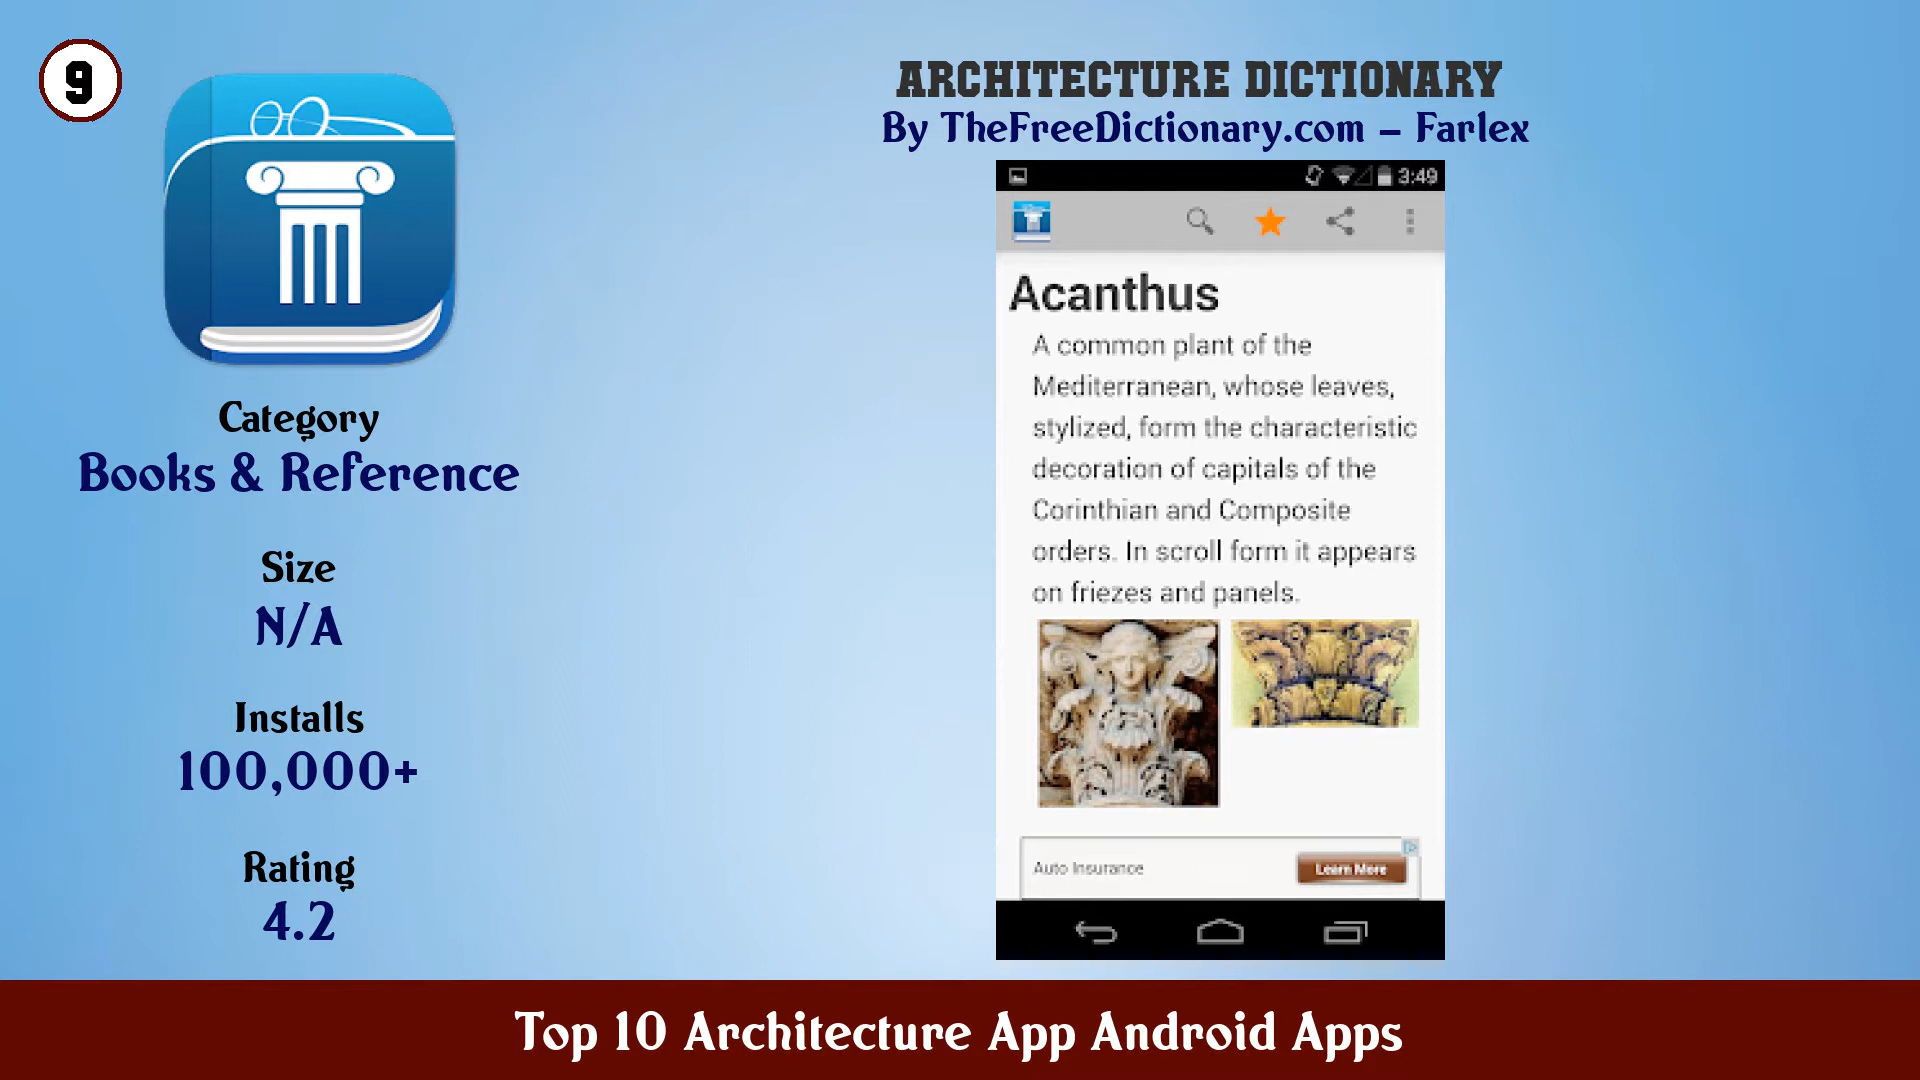 9
ARCHITECTURE DICTIONARY
By TheFreeDictionary.com – Farlex
Category
Books & Reference
Size
N/A
Installs
100,000+
Rating
4.2
3:49
Acanthus
A common plant of the
Mediterranean, whose leaves,
stylized, form the characteristic
decoration of capitals of the
Corinthian and Composite
orders. In scroll form it appears
on friezes and panels.
Auto Insurance
Learn More
Top 10 Architecture App Android Apps